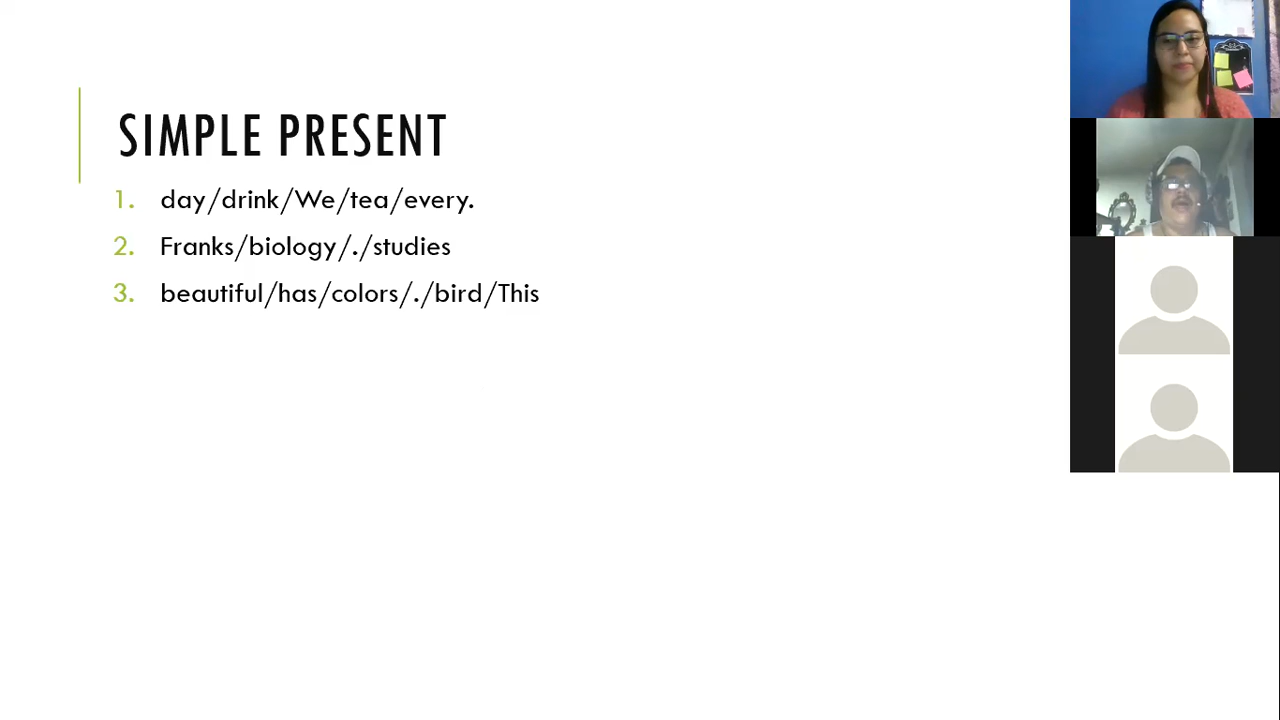 SIMPLE PRESENT
1. day/drink/We/tea/every.
2. Franks/biology/./studies
3. beautiful/has/colors/./bird/This